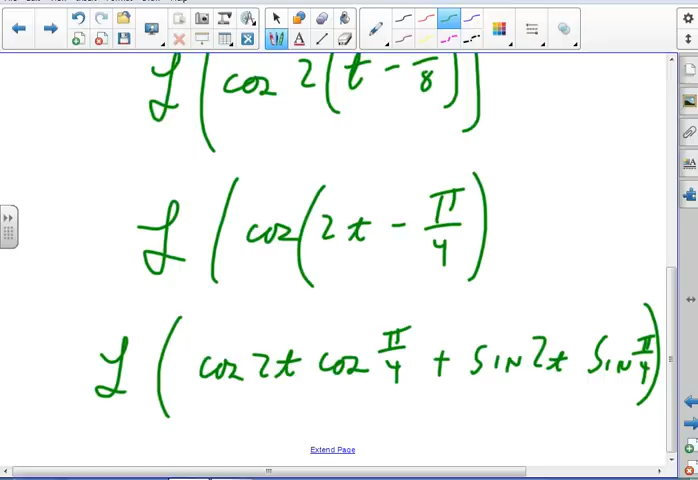 ℒ(cos 2(t - π/8))
ℒ(cos(2t - π/4)
ℒ(cos 2t cos π/4 + sin 2t sin π/4)
Extend Page